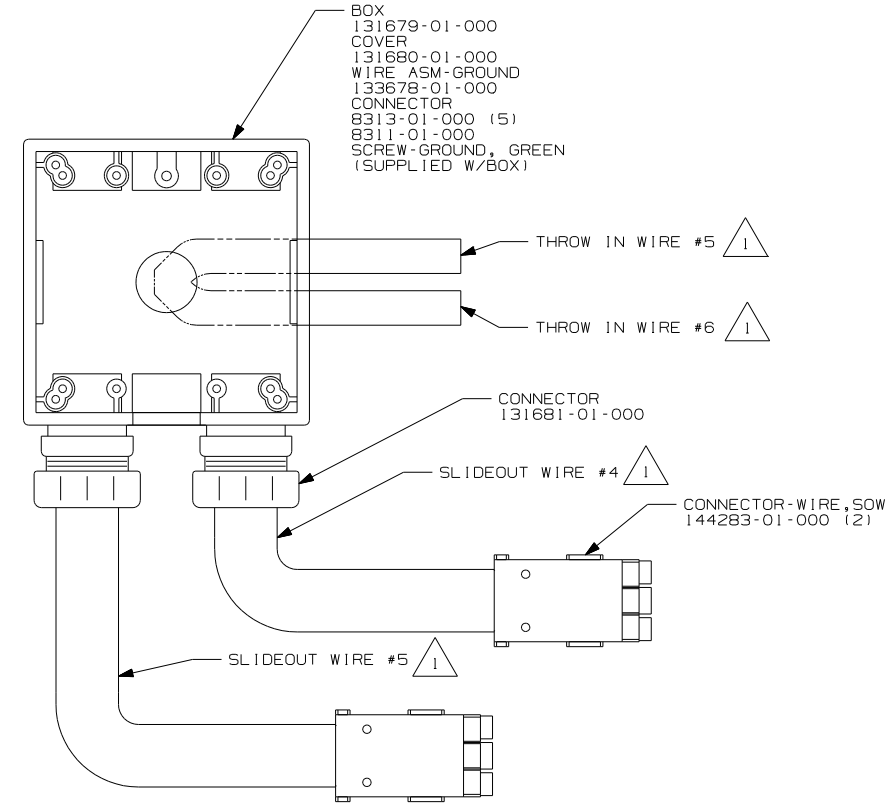 BOX
131679-01-000
COVER
131680-01-000
WIRE ASM-GROUND
133678-01-000
CONNECTOR
8313-01-000 (5)
8311-01-000
SCREW-GROUND, GREEN
(SUPPLIED W/BOX)
THROW IN WIRE #5 1
THROW IN WIRE #6 1
CONNECTOR
131681-01-000
SLIDEOUT WIRE #4 1
CONNECTOR-WIRE,SOW
144283-01-000 (2)
SLIDEOUT WIRE #5 1